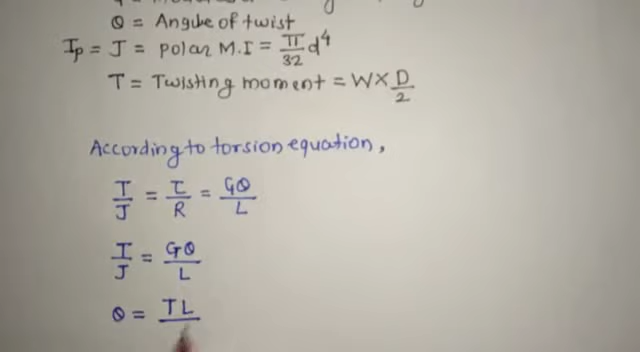 θ = Angle of twist
Ip = J = polar M.I = π/32 d⁴
T = Twisting moment = W × D/2
According to torsion equation,
T/J = τ/R = Gθ/L
T/J = Gθ/L
θ = TL